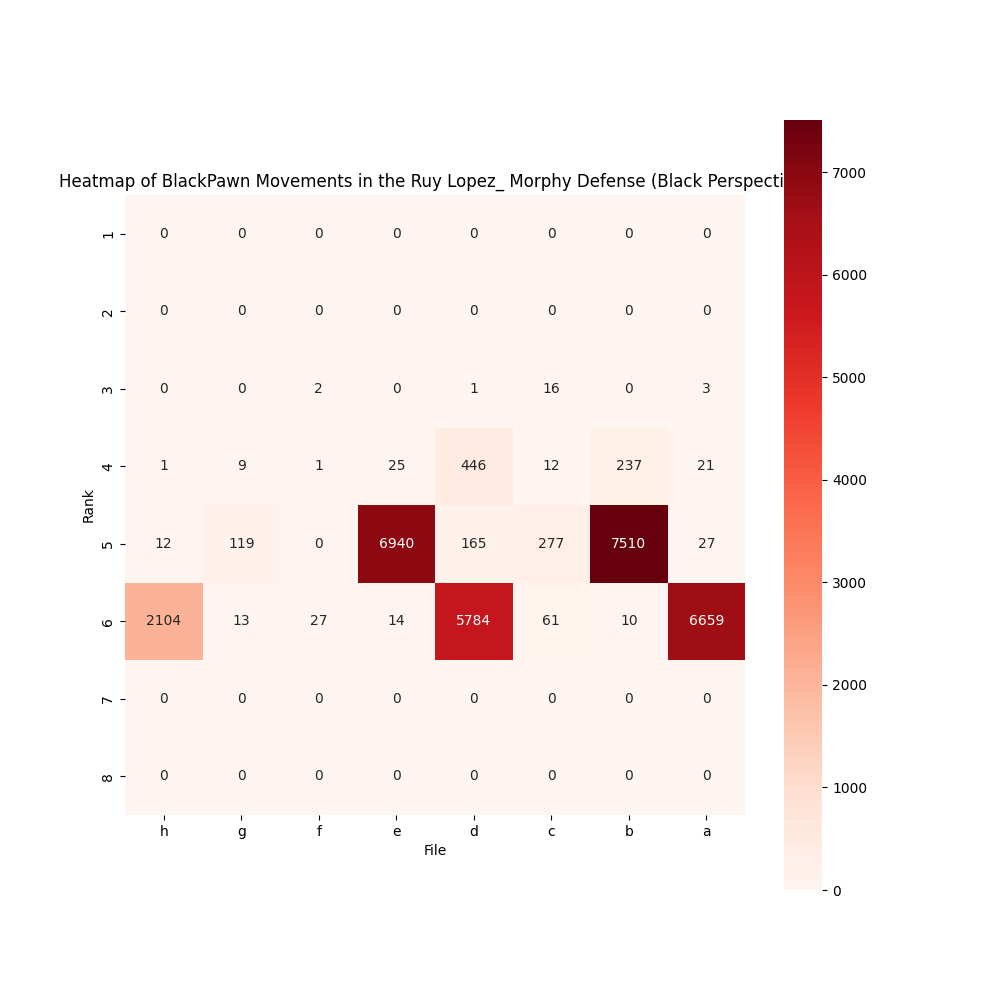 Heatmap of BlackPawn Movements in the Ruy Lopez_ Morphy Defense (Black Perspecti
7000
6000
5000
4000
3000
2000
1000
0
Rank
1 0 0 0 0 0 0 0 0
2 0 0 0 0 0 0 0 0
3 0 0 2 0 1 16 0 3
4 1 9 1 25 446 12 237 21
5 12 119 0 6940 165 277 7510 27
6 2104 13 27 14 5784 61 10 6659
7 0 0 0 0 0 0 0 0
8 0 0 0 0 0 0 0 0
h g f e d c b a
File